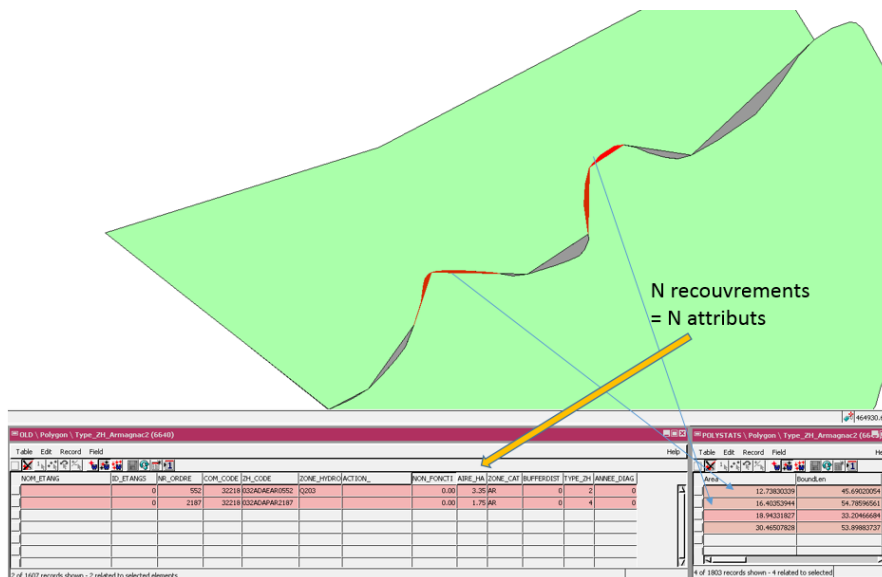 N recouvrements
= N attributs
464930.
OLD \ Polygon \ Type_ZH_Armagnac2 (6640)
Table Edit Record Field Help
NOM_ETANG ID_ETANGS NR_ORDRE COM_CODE ZH_CODE ZONE_HYDRO ACTION_ NON_FONCTI AIRE_HA ZONE_CAT BUFFERDIST TYPE_ZH ANNEE_DIAG
0 552 32218 032ADAEAR0552 Q203 0.00 3.35 AR 0 2 0
0 2187 32218 032ADAPAR2187 0.00 1.75 AR 0 4 0
2 of 1607 records shown - 2 related to selected elements
POLYSTATS \ Polygon \ Type_ZH_Armagnac2 (6640)
Table Edit Record Field He
Area BoundLen
12.73830339 45.69020054
16.40353944 54.78596561
18.94331827 33.20466684
30.46507828 53.89883737
4 of 1803 records shown - 4 related to selected